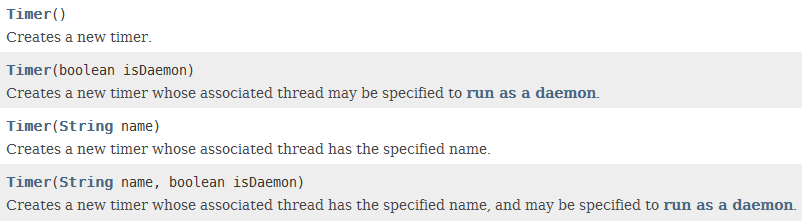 Timer()
Creates a new timer.
Timer(boolean isDaemon)
Creates a new timer whose associated thread may be specified to run as a daemon.
Timer(String name)
Creates a new timer whose associated thread has the specified name.
Timer(String name, boolean isDaemon)
Creates a new timer whose associated thread has the specified name, and may be specified to run as a daemon.